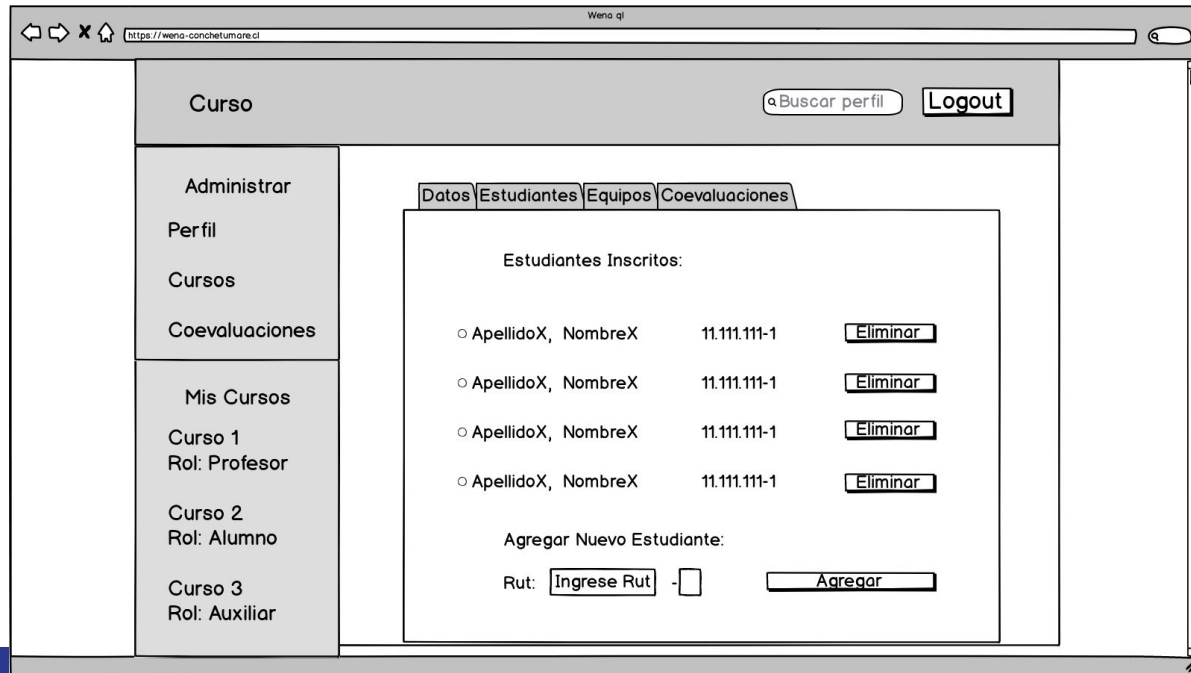 Wena ql
https://wena-conchetumare.cl
Curso
Buscar perfil
Logout
Administrar
Perfil
Cursos
Coevaluaciones
Mis Cursos
Curso 1
Rol: Profesor
Curso 2
Rol: Alumno
Curso 3
Rol: Auxiliar
Datos Estudiantes Equipos Coevaluaciones
Estudiantes Inscritos:
ApellidoX, NombreX 11.111.111-1 Eliminar
ApellidoX, NombreX 11.111.111-1 Eliminar
ApellidoX, NombreX 11.111.111-1 Eliminar
ApellidoX, NombreX 11.111.111-1 Eliminar
Agregar Nuevo Estudiante:
Rut: Ingrese Rut - Agregar